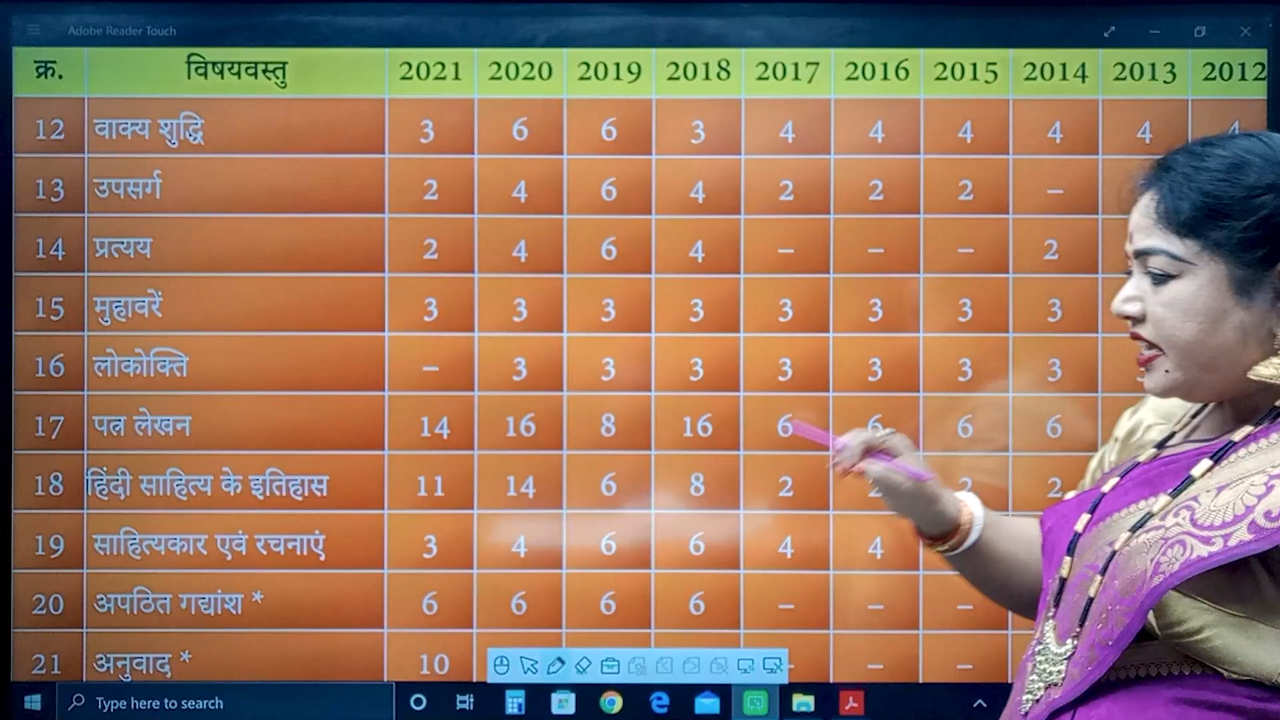 Adobe Reader Touch
क्र. विषयवस्तु 2021 2020 2019 2018 2017 2016 2015 2014 2013 2012
12 वाक्य शुद्धि 3 6 6 3 4 4 4 4 4 4
13 उपसर्ग 2 4 6 4 2 2 2 –
14 प्रत्यय 2 4 6 4 – – – 2
15 मुहावरें 3 3 3 3 3 3 3 3
16 लोकोक्ति – 3 3 3 3 3 3 3
17 पत्र लेखन 14 16 8 16 6 6 6 6
18 हिंदी साहित्य के इतिहास 11 14 6 8 2 2 2 2
19 साहित्यकार एवं रचनाएं 3 4 6 6 4 4
20 अपठित गद्यांश * 6 6 6 6 – – –
21 अनुवाद * 10 – – –
Type here to search